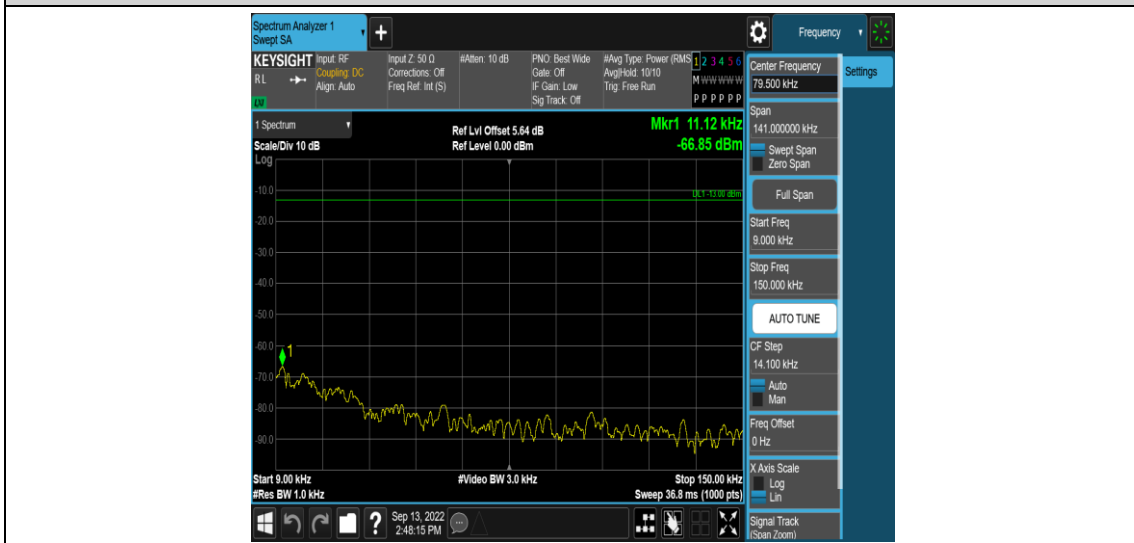 Spectrum Analyzer 1
Swept SA
+
Frequency
KEYSIGHT
RL
LNI
Input: RF
Coupling: DC
Align: Auto
Input Z: 50 Ω
Corrections: Off
Freq Ref: Int (S)
#Atten: 10 dB
PNO: Best Wide
Gate: Off
IF Gain: Low
Sig Track: Off
#Avg Type: Power (RMS
Avg|Hold: 10/10
Trig: Free Run
1 2 3 4 5 6
M W W W W W
P P P P P P
1 Spectrum
Scale/Div 10 dB
Log
Ref Lvl Offset 5.64 dB
Ref Level 0.00 dBm
Mkr1 11.12 kHz
-66.85 dBm
DL1 -13.00 dBm
-10.0
-20.0
-30.0
-40.0
-50.0
-60.0
1
-70.0
-80.0
-90.0
Start 9.00 kHz
#Res BW 1.0 kHz
#Video BW 3.0 kHz
Stop 150.00 kHz
Sweep 36.8 ms (1000 pts)
Center Frequency
79.500 kHz
Settings
Span
141.000000 kHz
Swept Span
Zero Span
Full Span
Start Freq
9.000 kHz
Stop Freq
150.000 kHz
AUTO TUNE
CF Step
14.100 kHz
Auto
Man
Freq Offset
0 Hz
X Axis Scale
Log
Lin
Signal Track
(Span Zoom)
?
Sep 13, 2022
2:48:15 PM